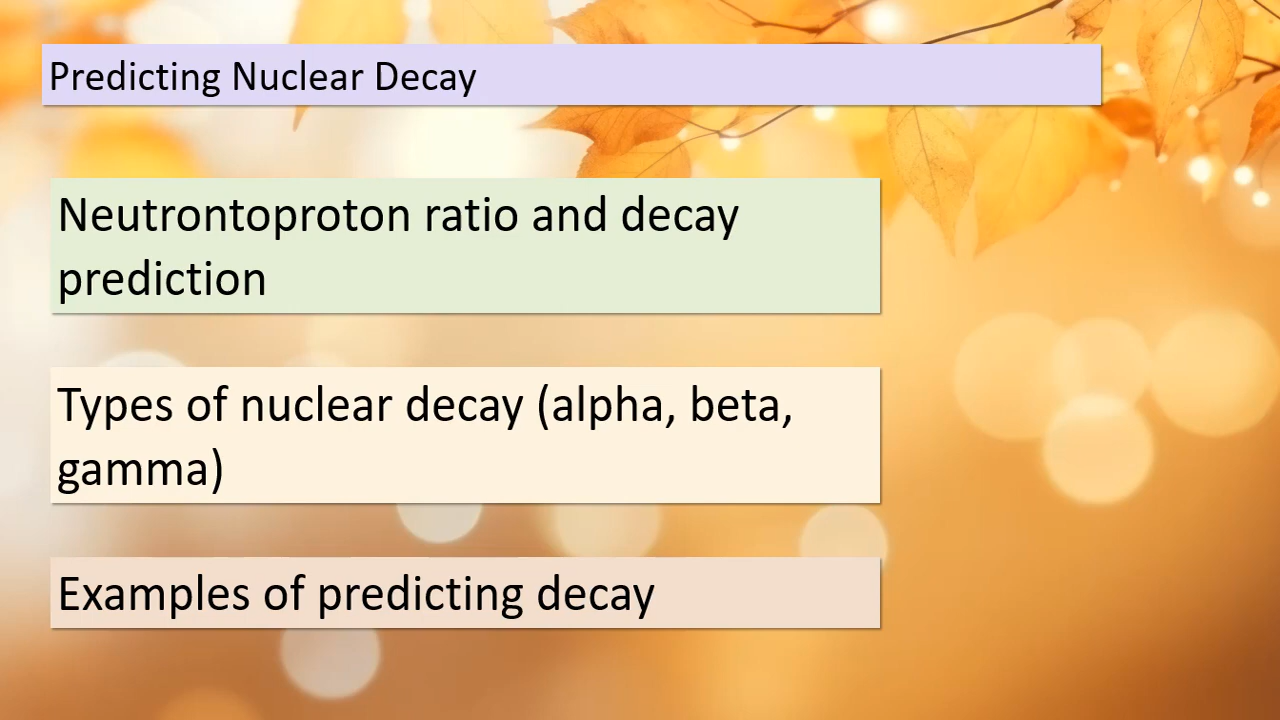 Predicting Nuclear Decay
Neutrontoproton ratio and decay
prediction
Types of nuclear decay (alpha, beta,
gamma)
Examples of predicting decay